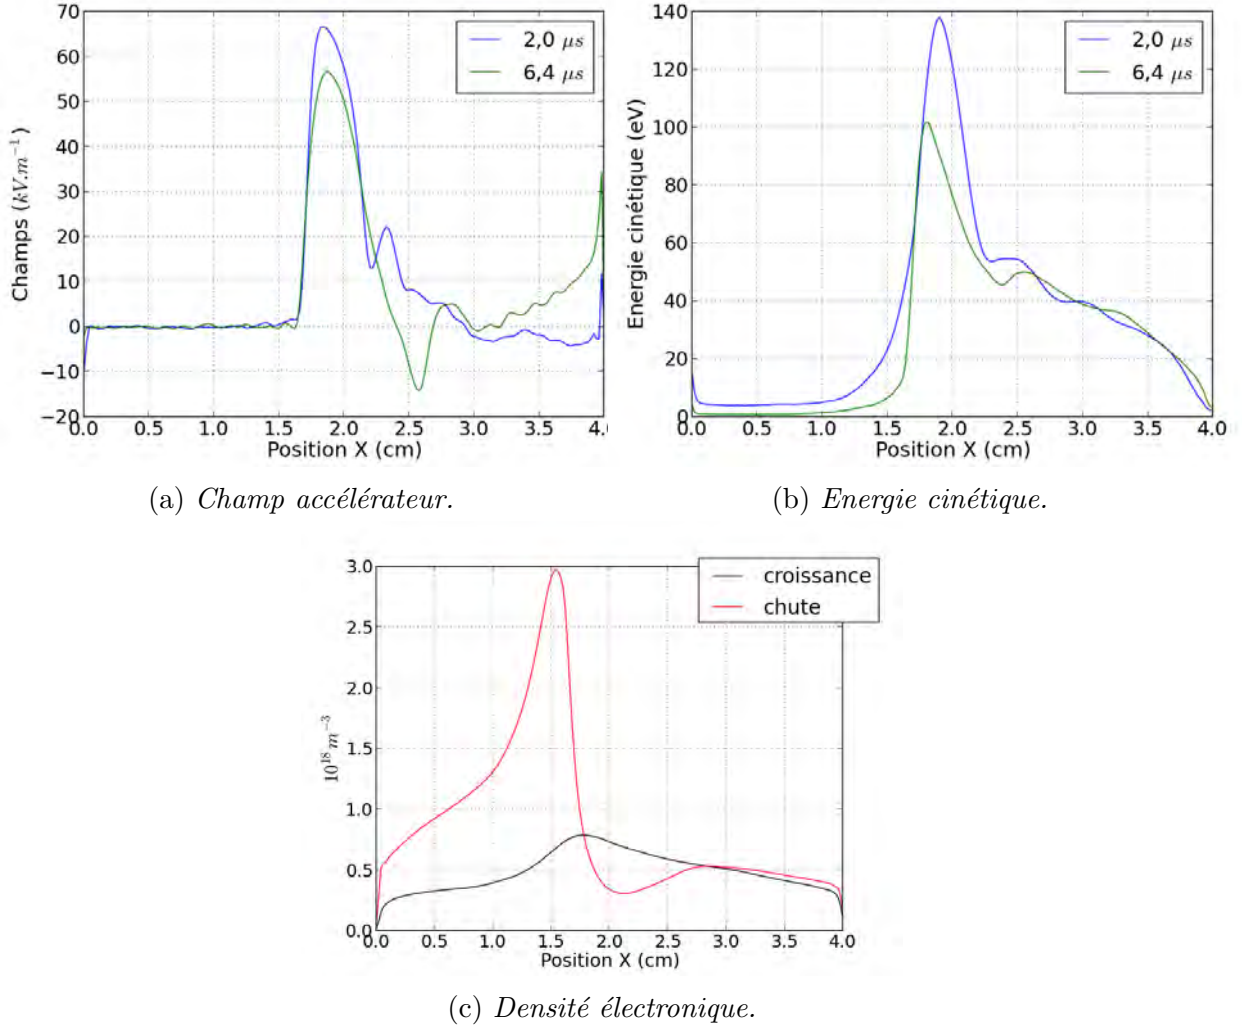 70
60
50
40
30
20
10
0
−10
−20
Champs (kV.m⁻¹)
2,0 μs
6,4 μs
0.0 0.5 1.0 1.5 2.0 2.5 3.0 3.5 4.0
Position X (cm)
(a) Champ accélérateur.
140
120
100
80
60
40
20
0
Energie cinétique (eV)
2,0 μs
6,4 μs
0.0 0.5 1.0 1.5 2.0 2.5 3.0 3.5 4.0
Position X (cm)
(b) Energie cinétique.
3.0
2.5
2.0
1.5
1.0
0.5
0.0
10¹⁸ m⁻³
croissance
chute
0.0 0.5 1.0 1.5 2.0 2.5 3.0 3.5 4.0
Position X (cm)
(c) Densité électronique.